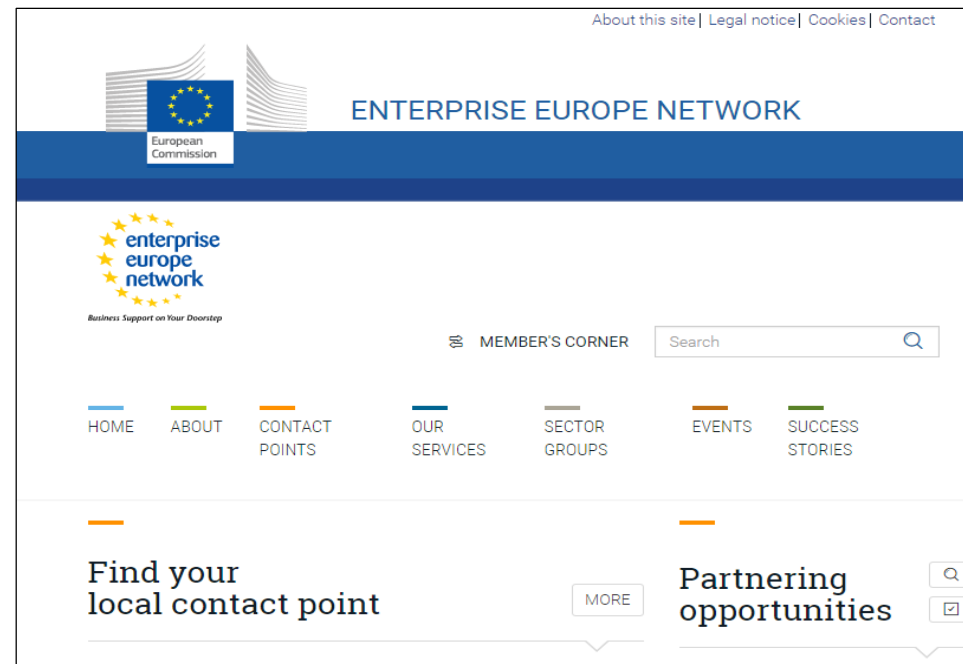 About this site| Legal notice| Cookies| Contact
ENTERPRISE EUROPE NETWORK
European
Commission
enterprise
europe
network
Business Support on Your Doorstep
MEMBER'S CORNER
Search
HOME
ABOUT
CONTACT
POINTS
OUR
SERVICES
SECTOR
GROUPS
EVENTS
SUCCESS
STORIES
Find your
local contact point
MORE
Partnering
opportunities